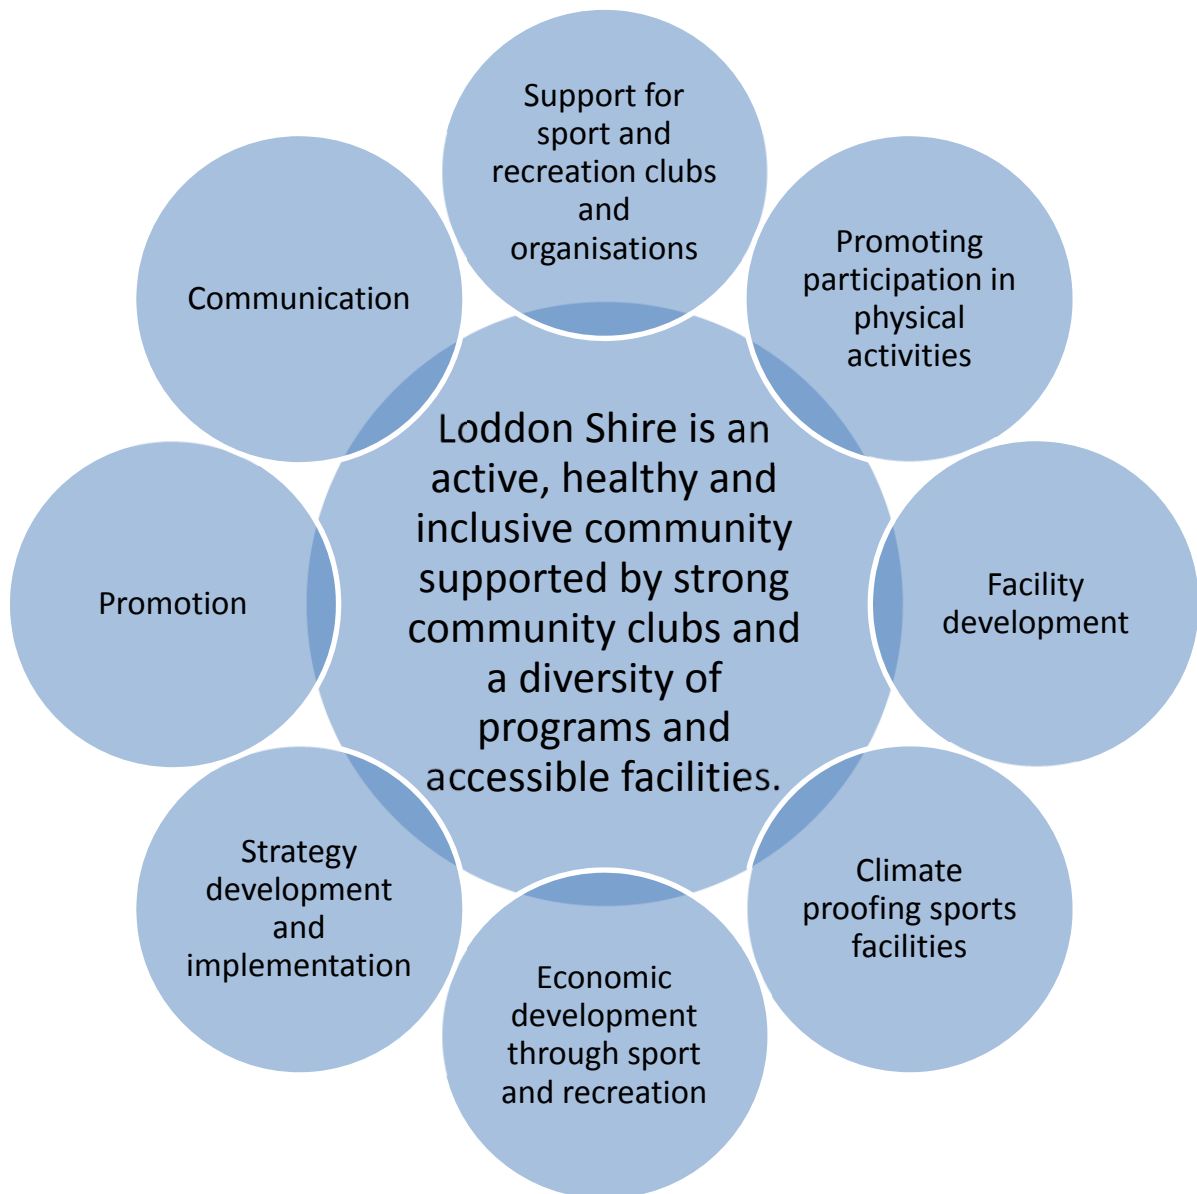 Support for
sport and
recreation clubs
and
organisations
Promoting
participation in
physical
activities
Facility
development
Climate
proofing sports
facilities
Economic
development
through sport
and recreation
Strategy
development
and
implementation
Promotion
Communication
Loddon Shire is an
active, healthy and
inclusive community
supported by strong
community clubs and
a diversity of
programs and
accessible facilities.